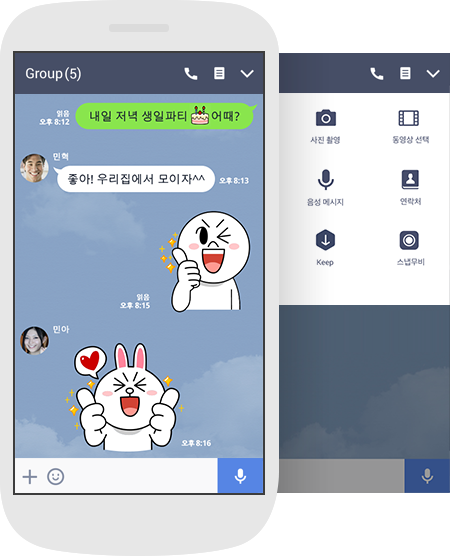 Group(5)
읽음
오후 8:12
내일 저녁 생일파티 어때?
민혁
좋아! 우리집에서 모이자^^
오후 8:13
읽음
오후 8:15
민아
오후 8:16
사진 촬영
동영상 선택
음성 메시지
연락처
Keep
스냅무비